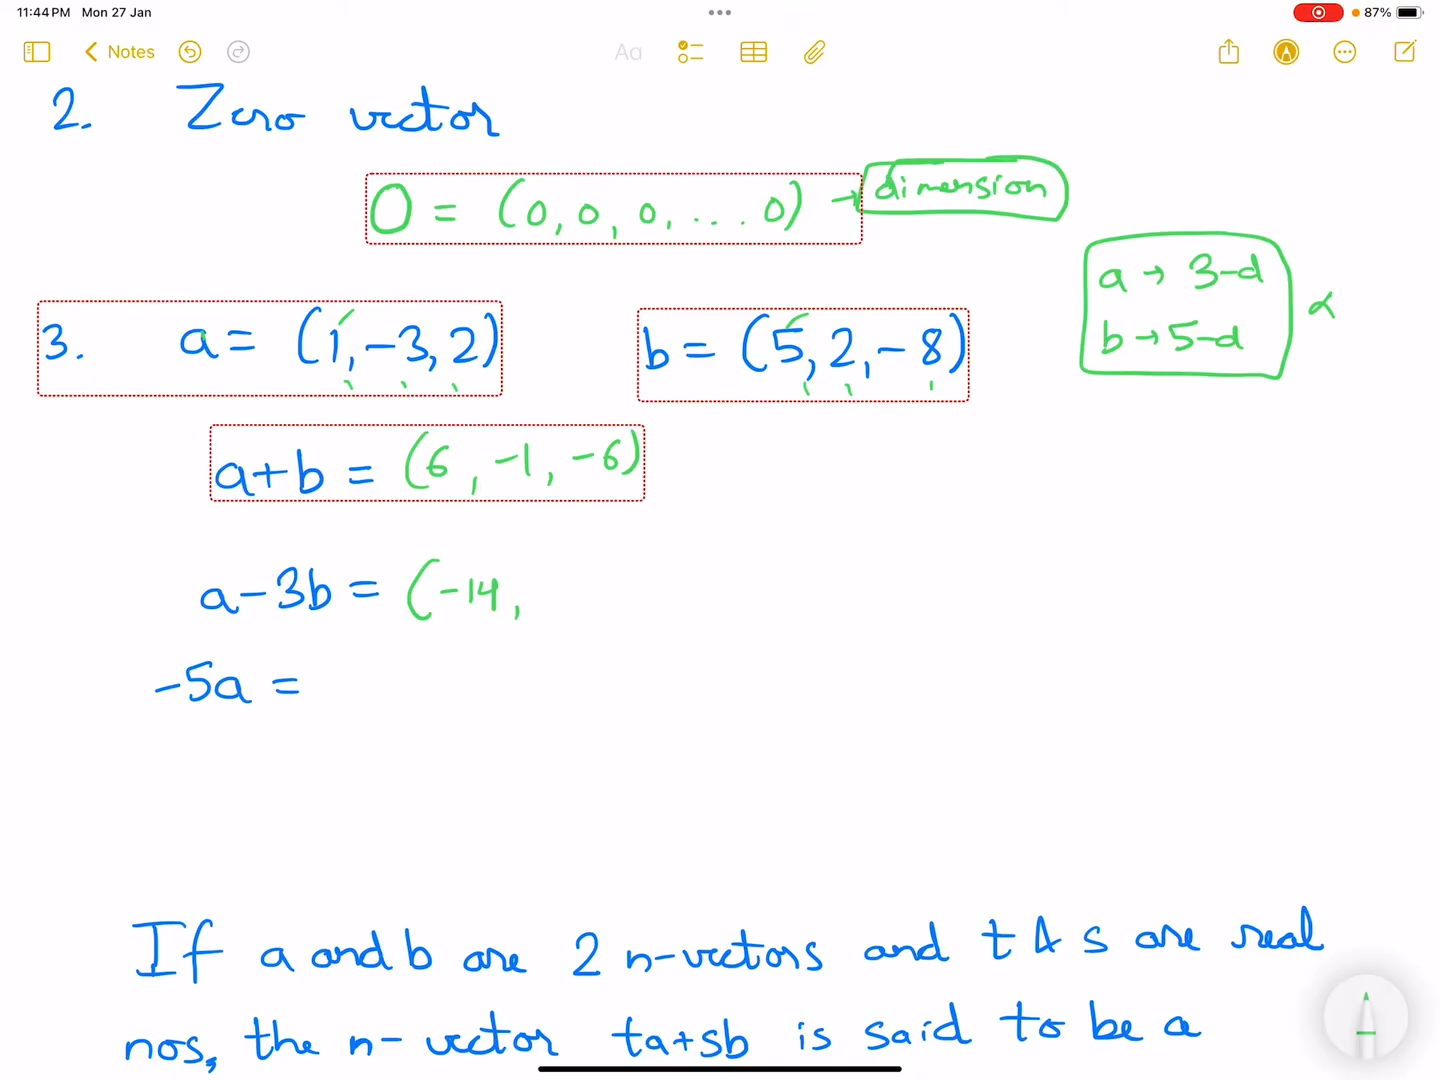 11:44 PM Mon 27 Jan
87%
Notes
Aa
2. Zero vector
0 = (0, 0, 0, ... 0) → dimension
a → 3-d
b → 5-d
3. a = (1, -3, 2) b = (5, 2, -8)
a+b = (6, -1, -6)
a-3b = (-14,
-5a =
If a and b are 2 n-vectors and t & s are real
nos, the n-vector ta+sb is said to be a